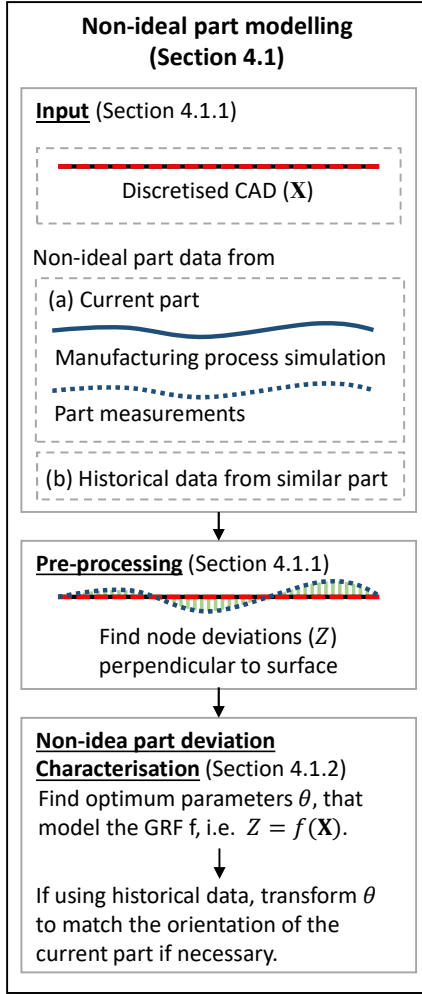 Non-ideal part modelling
(Section 4.1)
Input (Section 4.1.1)
Discretised CAD (X)
Non-ideal part data from
(a) Current part
Manufacturing process simulation
Part measurements
(b) Historical data from similar part
Pre-processing (Section 4.1.1)
Find node deviations (Z)
perpendicular to surface
Non-idea part deviation
Characterisation (Section 4.1.2)
Find optimum parameters θ, that
model the GRF f, i.e. Z = f(X).
If using historical data, transform θ
to match the orientation of the
current part if necessary.